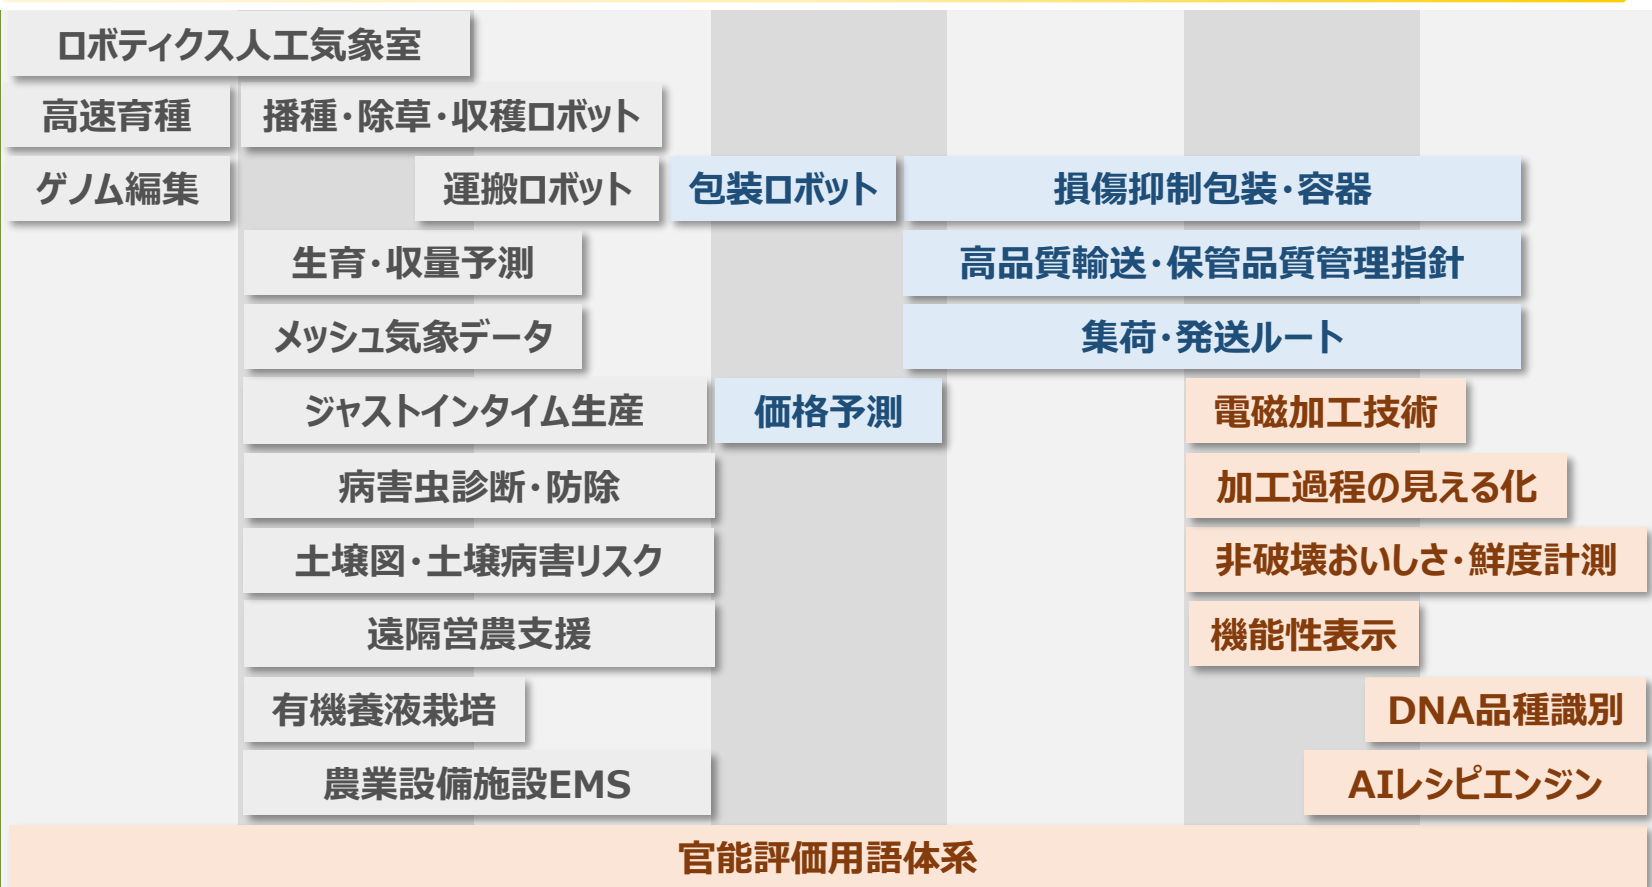 ロボティクス人工気象室
高速育種 播種・除草・収穫ロボット
ゲノム編集 運搬ロボット 包装ロボット 損傷抑制包装・容器
生育・収量予測 高品質輸送・保管品質管理指針
メッシュ気象データ 集荷・発送ルート
ジャストインタイム生産 価格予測 電磁加工技術
病害虫診断・防除 加工過程の見える化
土壌図・土壌病害リスク 非破壊おいしさ・鮮度計測
遠隔営農支援 機能性表示
有機養液栽培 DNA品種識別
農業設備施設EMS AIレシピエンジン
官能評価用語体系